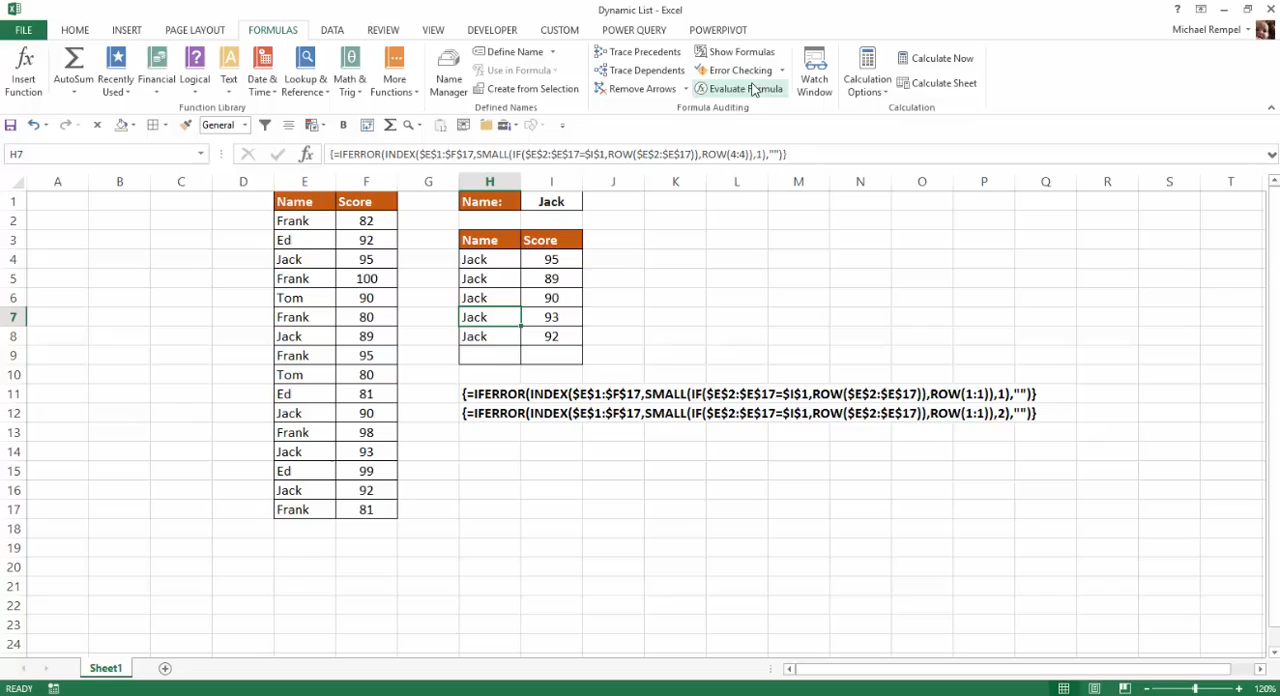 Dynamic List - Excel
FILE HOME INSERT PAGE LAYOUT FORMULAS DATA REVIEW VIEW DEVELOPER CUSTOM POWER QUERY POWERPIVOT Michael Rempel
Insert Function
AutoSum
Recently Used
Financial
Logical
Text
Date & Time
Lookup & Reference
Math & Trig
More Functions
Function Library
Name Manager
Define Name
Use in Formula
Create from Selection
Defined Names
Trace Precedents
Trace Dependents
Remove Arrows
Show Formulas
Error Checking
Evaluate Formula
Formula Auditing
Watch Window
Calculation Options
Calculate Now
Calculate Sheet
Calculation
General
H7 fx {=IFERROR(INDEX($E$1:$F$17,SMALL(IF($E$2:$E$17=$I$1,ROW($E$2:$E$17)),ROW(4:4)),1),"")}
A B C D E F G H I J K L M N O P Q R S T
1 Name Score Name: Jack
2 Frank 82
3 Ed 92 Name Score
4 Jack 95 Jack 95
5 Frank 100 Jack 89
6 Tom 90 Jack 90
7 Frank 80 Jack 93
8 Jack 89 Jack 92
9 Frank 95
10 Tom 80
11 Ed 81 {=IFERROR(INDEX($E$1:$F$17,SMALL(IF($E$2:$E$17=$I$1,ROW($E$2:$E$17)),ROW(1:1)),1),"")}
12 Jack 90 {=IFERROR(INDEX($E$1:$F$17,SMALL(IF($E$2:$E$17=$I$1,ROW($E$2:$E$17)),ROW(1:1)),2),"")}
13 Frank 98
14 Jack 93
15 Ed 99
16 Jack 92
17 Frank 81
18
19
20
21
22
23
24
Sheet1
READY 120%